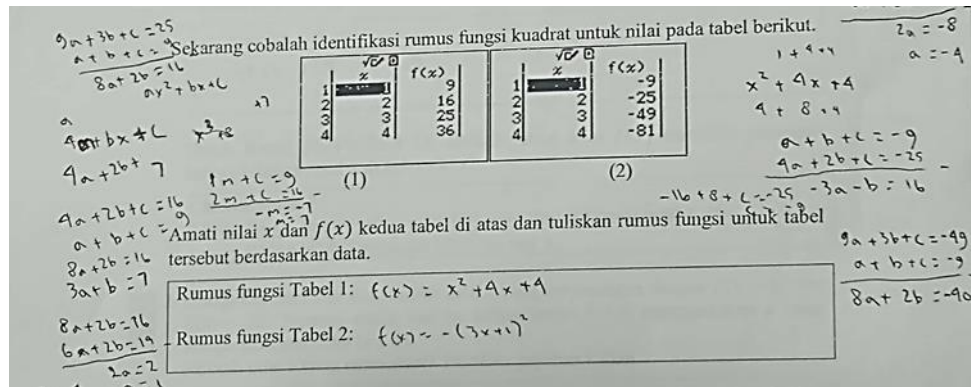 9a+3b+c=25
a+b+c=9
8a+2b=16
ax²+bx+c
2a=-8
a=-4
Sekarang cobalah identifikasi rumus fungsi kuadrat untuk nilai pada tabel berikut.
x f(x)
1 1 9
2 2 16
3 3 25
4 4 36
x f(x)
1 1 -9
2 2 -25
3 3 -49
4 4 -81
(1)
(2)
+7
4a+2b+7
1m+c=9
2m+c=16
-m=-7
m=7
4a+2b+c=16
a+b+c=9
8a+2b=16
3a+b=7
8a+2b=16
6a+2b=14
2a=2
1+4+4
x²+4x+4
4+8+4
a+b+c=-9
4a+2b+c=-25
-3a-b=16
-16+8+c=-25
9a+3b+c=-49
a+b+c=-9
8a+2b=-40
Amati nilai x dan f(x) kedua tabel di atas dan tuliskan rumus fungsi untuk tabel
tersebut berdasarkan data.
Rumus fungsi Tabel 1: f(x) = x²+4x+4
Rumus fungsi Tabel 2: f(x) = -(3x+1)²